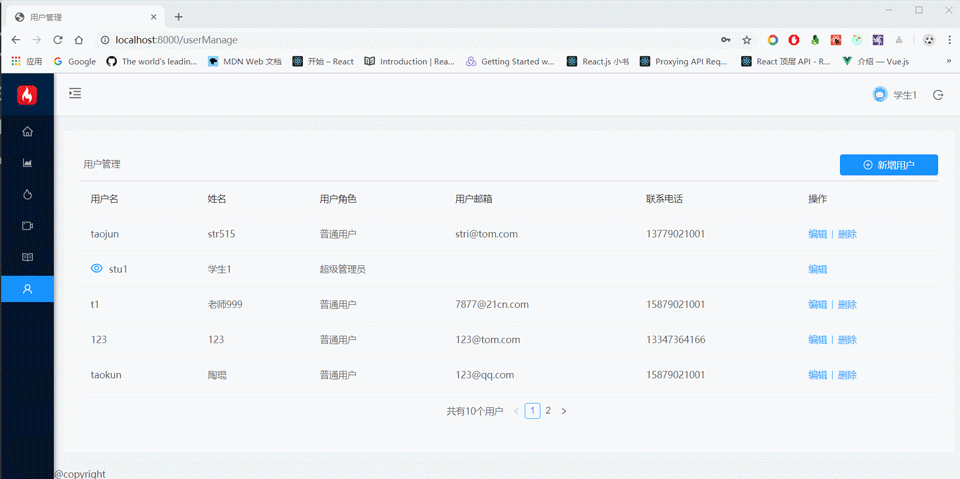 用户管理
localhost:8000/userManage
应用 Google The world's leadin... MDN Web 文档 开始 – React Introduction | Rea... Getting Started w... React.js 小书 Proxying API Req... React 顶层 API - R... 介绍 — Vue.js »
学生1
用户管理 新增用户
用户名 姓名 用户角色 用户邮箱 联系电话 操作
taojun str515 普通用户 stri@tom.com 13779021001 编辑 | 删除
stu1 学生1 超级管理员 编辑
t1 老师999 普通用户 7877@21cn.com 15879021001 编辑 | 删除
123 123 普通用户 123@tom.com 13347364166 编辑 | 删除
taokun 陶琨 普通用户 123@qq.com 15879021001 编辑 | 删除
共有10个用户 < 1 2 >
@copyright